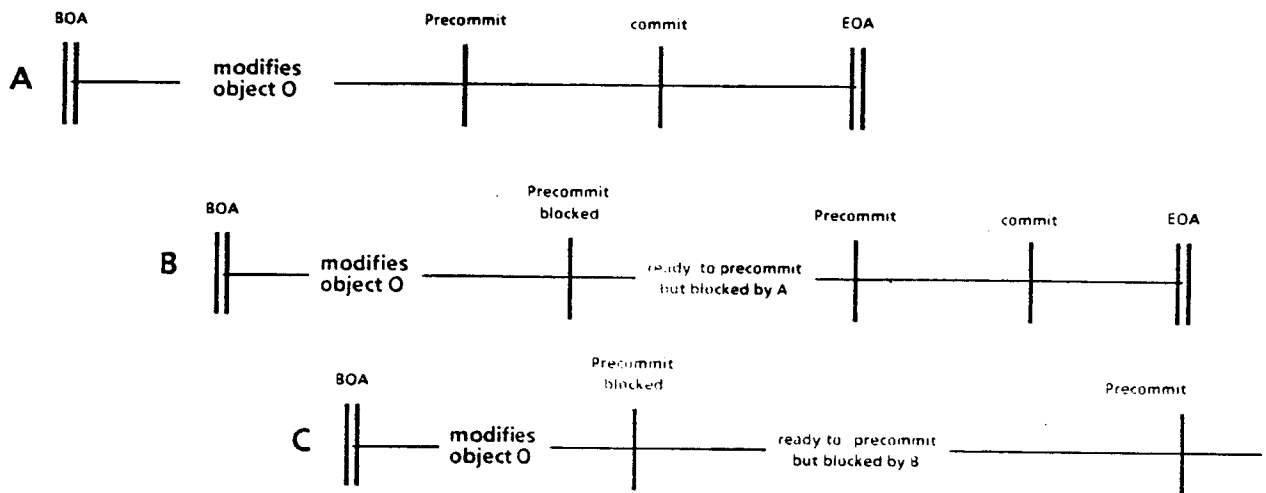 BOA
Precommit
commit
EOA
A
modifies
object O
BOA
Precommit
blocked
Precommit
commit
EOA
B
modifies
object O
ready to precommit
but blocked by A
BOA
Precommit
blocked
Precommit
C
modifies
object O
ready to precommit
but blocked by B